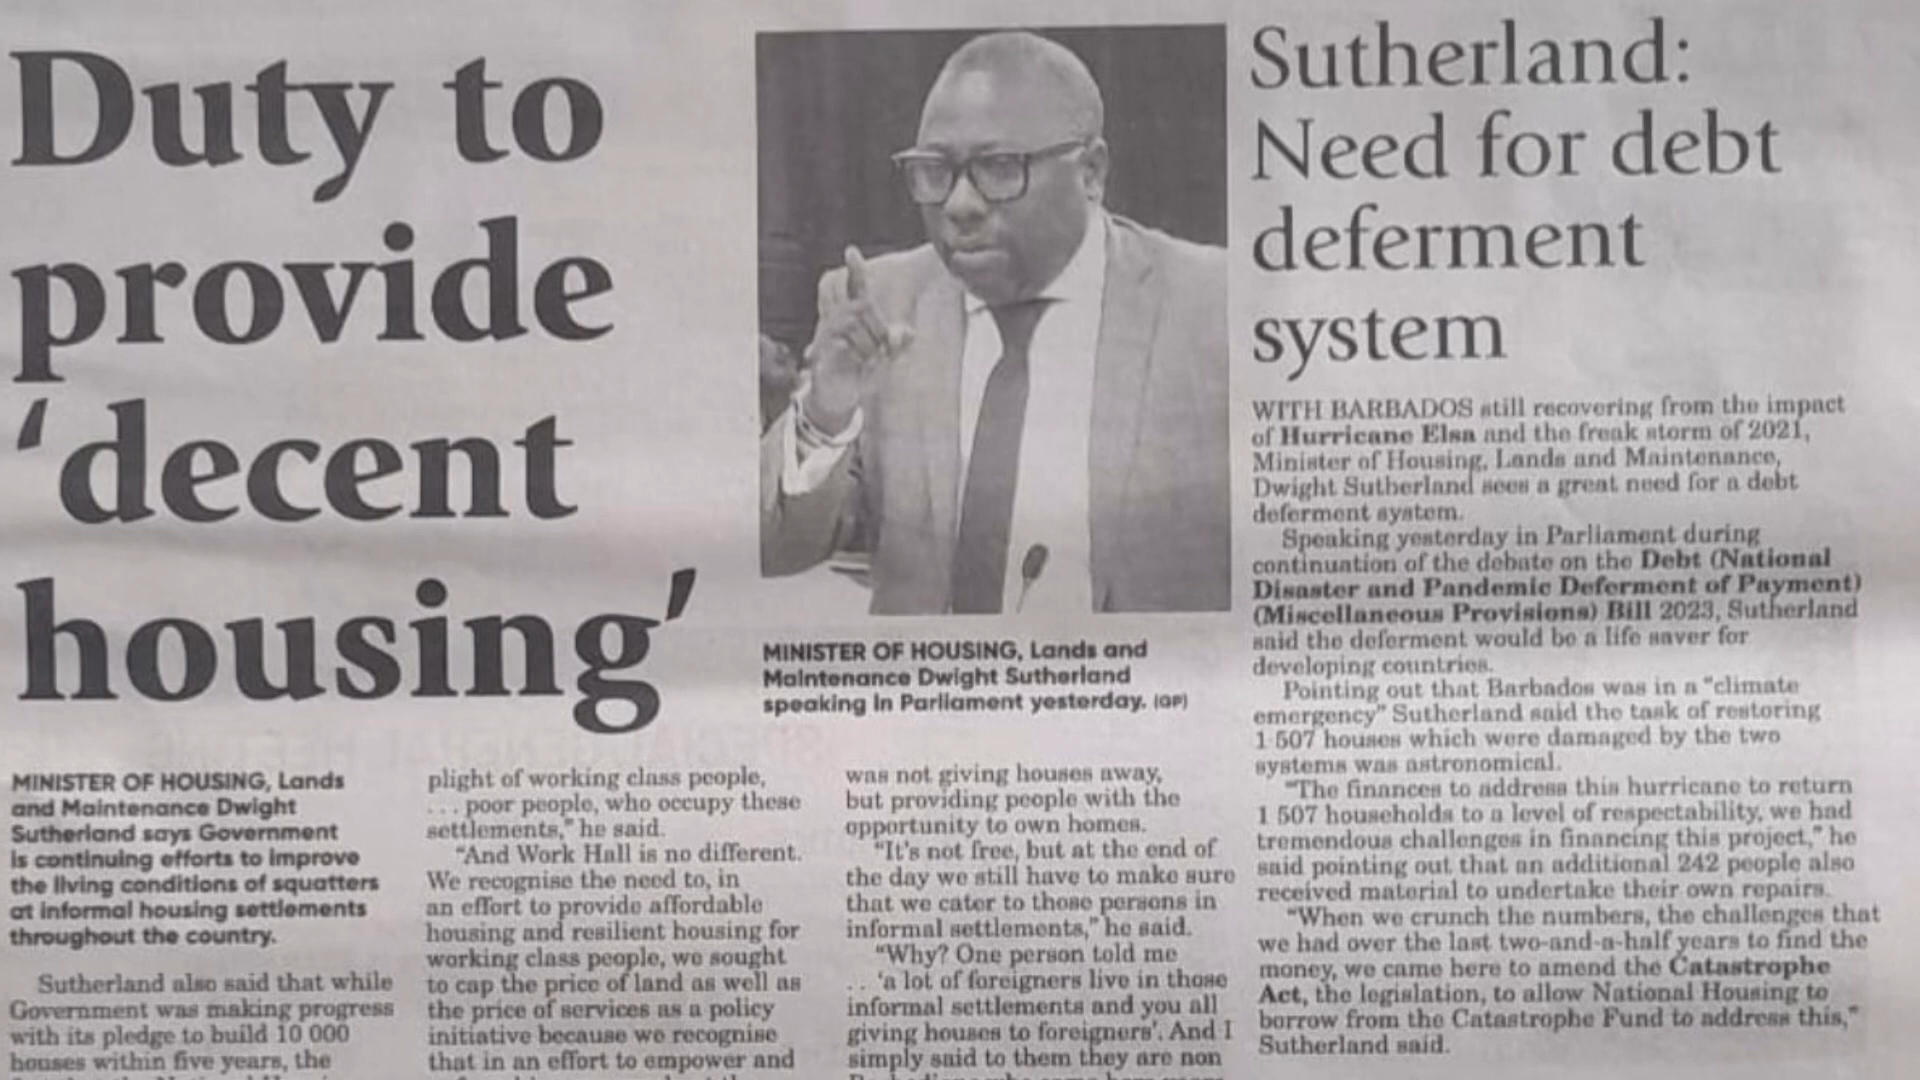 Duty to
provide
‘decent
housing’
MINISTER OF HOUSING, Lands and
Maintenance Dwight Sutherland
speaking in Parliament yesterday. (GP)
MINISTER OF HOUSING, Lands
and Maintenance Dwight
Sutherland says Government
is continuing efforts to improve
the living conditions of squatters
at informal housing settlements
throughout the country.
Sutherland also said that while
Government was making progress
with its pledge to build 10 000
houses within five years, the
plight of working class people,
. . . poor people, who occupy these
settlements,” he said.
“And Work Hall is no different.
We recognise the need to, in
an effort to provide affordable
housing and resilient housing for
working class people, we sought
to cap the price of land as well as
the price of services as a policy
initiative because we recognise
that in an effort to empower and
was not giving houses away,
but providing people with the
opportunity to own homes.
“It’s not free, but at the end of
the day we still have to make sure
that we cater to those persons in
informal settlements,” he said.
“Why? One person told me
. . ‘a lot of foreigners live in those
informal settlements and you all
giving houses to foreigners’. And I
simply said to them they are non
Sutherland:
Need for debt
deferment
system
WITH BARBADOS still recovering from the impact
of Hurricane Elsa and the freak storm of 2021,
Minister of Housing, Lands and Maintenance,
Dwight Sutherland sees a great need for a debt
deferment system.
Speaking yesterday in Parliament during
continuation of the debate on the Debt (National
Disaster and Pandemic Deferment of Payment)
(Miscellaneous Provisions) Bill 2023, Sutherland
said the deferment would be a life saver for
developing countries.
Pointing out that Barbados was in a “climate
emergency” Sutherland said the task of restoring
1 507 houses which were damaged by the two
systems was astronomical.
“The finances to address this hurricane to return
1 507 households to a level of respectability, we had
tremendous challenges in financing this project,” he
said pointing out that an additional 242 people also
received material to undertake their own repairs.
“When we crunch the numbers, the challenges that
we had over the last two-and-a-half years to find the
money, we came here to amend the Catastrophe
Act, the legislation, to allow National Housing to
borrow from the Catastrophe Fund to address this,”
Sutherland said.